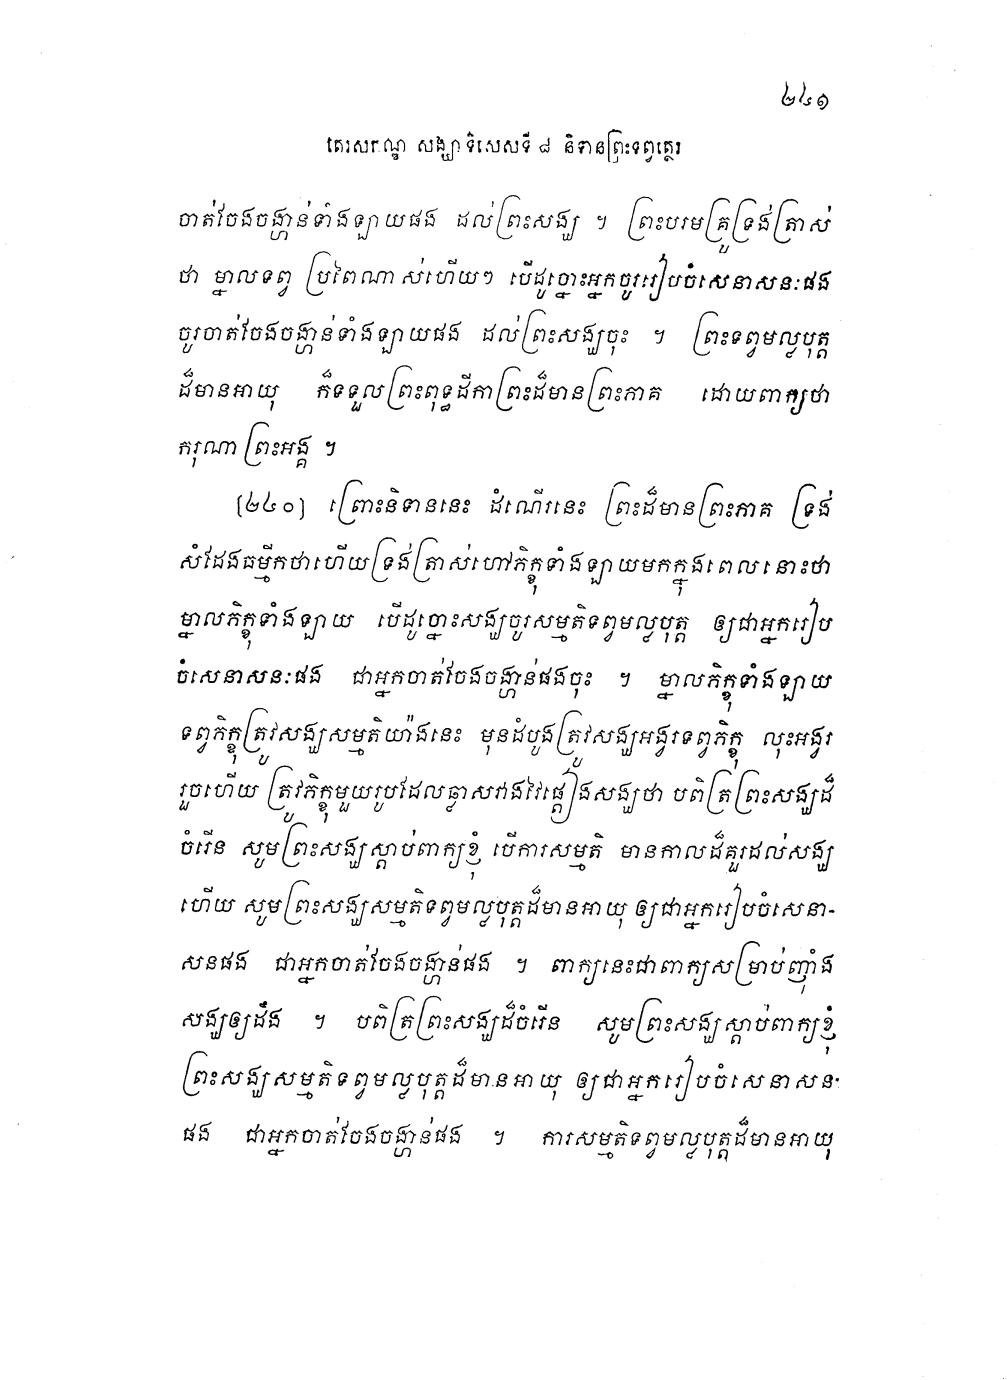 ២៤១
តេរសកណ្ឌ សង្ឃាទិសេសទី ៨ និទានព្រះទព្វត្ថេរ
ចាត់ចែងចង្ហាន់ទាំងឡាយផង ដល់ព្រះសង្ឃ ។ ព្រះបរមគ្រូទ្រង់ត្រាស់
ថា ម្នាលទព្វ ប្រពៃណាស់ហើយៗ បើដូច្នោះអ្នកចូររៀបចំសេនាសនៈផង
ចូរចាត់ចែងចង្ហាន់ទាំងឡាយផង ដល់ព្រះសង្ឃចុះ ។ ព្រះទព្វមល្លបុត្ត
ដ៏មានអាយុ ក៏ទទួលព្រះពុទ្ធដីកាព្រះដ៏មានព្រះភាគ ដោយពាក្យថា
ករុណាព្រះអង្គ ។
[២៤០] ព្រោះនិទាននេះ ដំណើរនេះ ព្រះដ៏មានព្រះភាគ ទ្រង់
សំដែងធម្មីកថាហើយទ្រង់ត្រាស់ហៅភិក្ខុទាំងឡាយមកក្នុងពេលនោះថា
ម្នាលភិក្ខុទាំងឡាយ បើដូច្នោះសង្ឃចូរសម្មតិទព្វមល្លបុត្ត ឲ្យជាអ្នករៀប
ចំសេនាសនៈផង ជាអ្នកចាត់ចែងចង្ហាន់ផងចុះ ។ ម្នាលភិក្ខុទាំងឡាយ
ទព្វភិក្ខុត្រូវសង្ឃសម្មតិយ៉ាងនេះ មុនដំបូងត្រូវសង្ឃអង្វរទព្វភិក្ខុ លុះអង្វរ
រួចហើយ ត្រូវភិក្ខុមួយរូបដែលឆ្លាសវាងវៃផ្តៀងសង្ឃថា បពិត្រព្រះសង្ឃដ៏
ចំរើន សូមព្រះសង្ឃស្តាប់ពាក្យខ្ញុំ បើការសម្មតិ មានកាលដ៏គួរដល់សង្ឃ
ហើយ សូមព្រះសង្ឃសម្មតិទព្វមល្លបុត្តដ៏មានអាយុ ឲ្យជាអ្នករៀបចំសេនា-
សនផង ជាអ្នកចាត់ចែងចង្ហាន់ផង ។ ពាក្យនេះជាពាក្យសម្រាប់ញ៉ាំង
សង្ឃឲ្យដឹង ។ បពិត្រព្រះសង្ឃដ៏ចំរើន សូមព្រះសង្ឃស្តាប់ពាក្យខ្ញុំ
ព្រះសង្ឃសម្មតិទព្វមល្លបុត្តដ៏មានអាយុ ឲ្យជាអ្នករៀបចំសេនាសនៈ
ផង ជាអ្នកចាត់ចែងចង្ហាន់ផង ។ ការសម្មតិទព្វមល្លបុត្តដ៏មានអាយុ